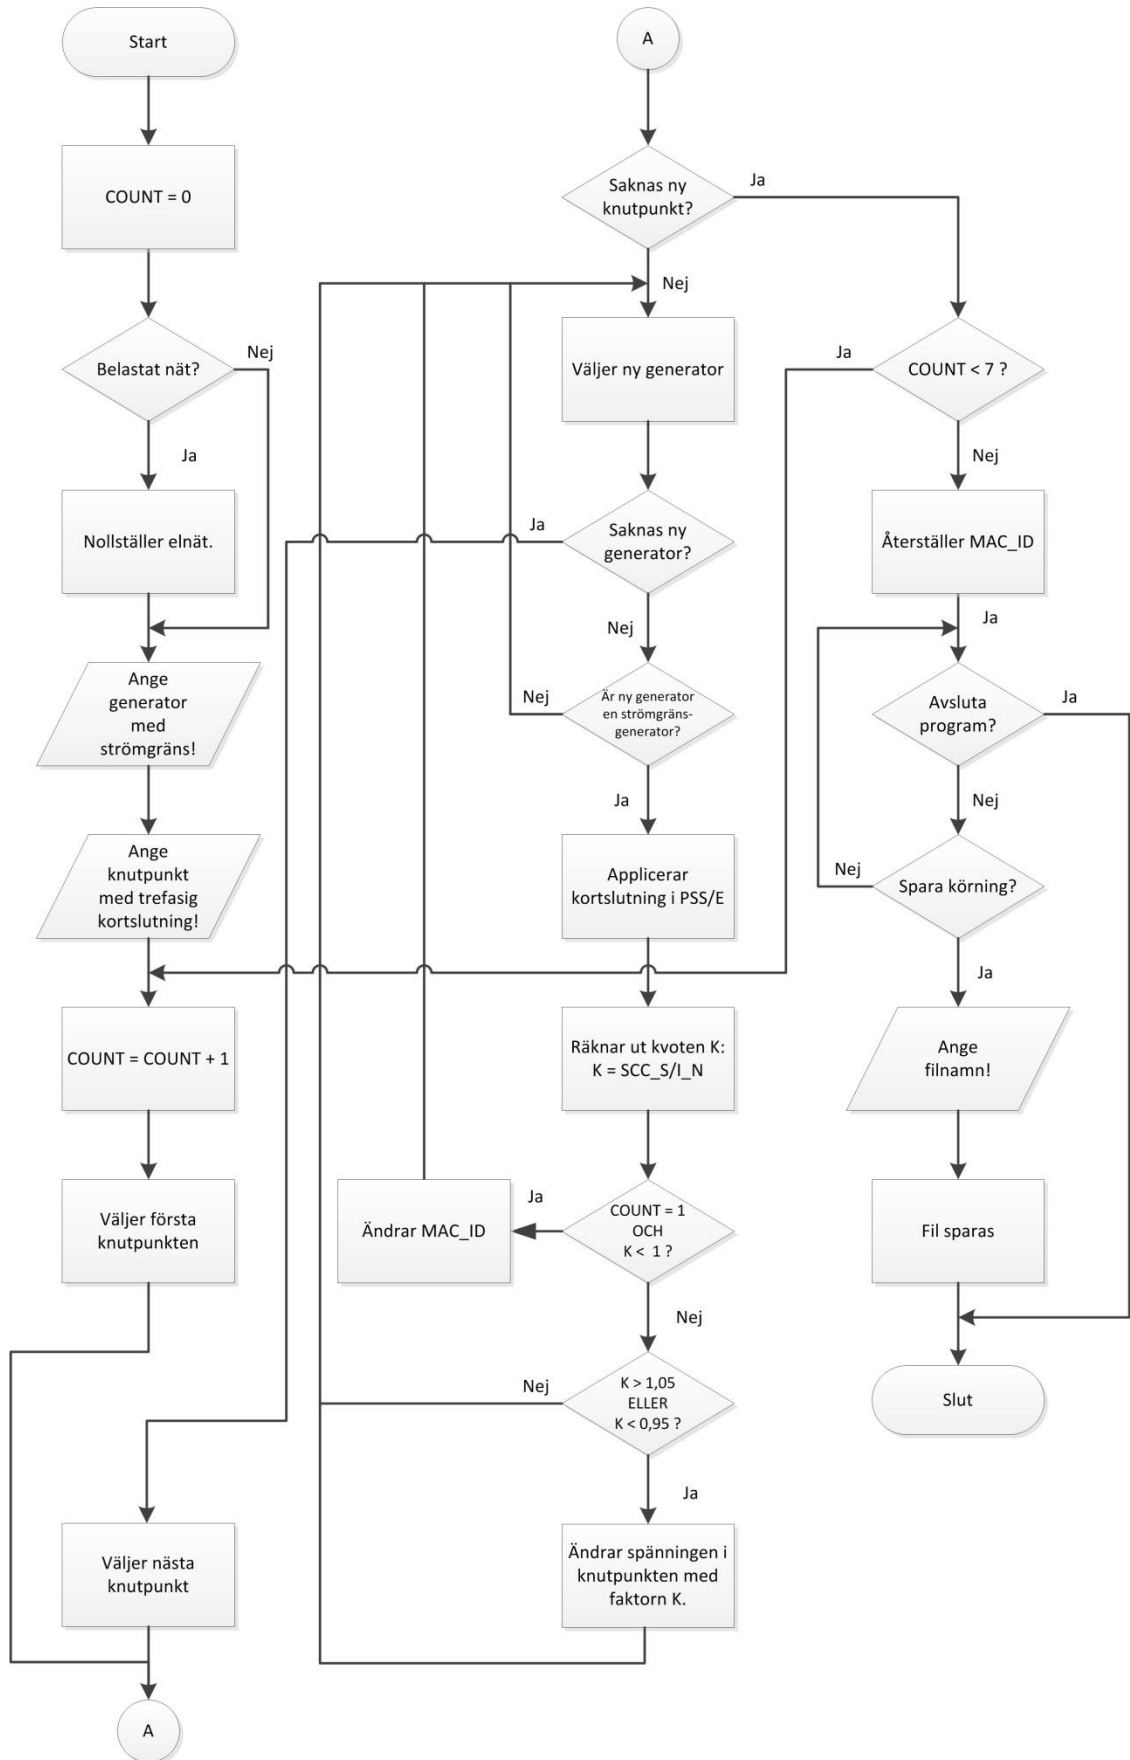 Start
COUNT = 0
Belastat nät?
Nej
Ja
Nollställer elnät.
Ange
generator
med
strömgräns!
Ange
knutpunkt
med trefasig
kortslutning!
COUNT = COUNT + 1
Väljer första
knutpunkten
Väljer nästa
knutpunkt
A
A
Saknas ny
knutpunkt?
Ja
Nej
Väljer ny generator
Saknas ny
generator?
Ja
Nej
Är ny generator
en strömgräns-
generator?
Nej
Ja
Applicerar
kortslutning i PSS/E
Räknar ut kvoten K:
K = SCC_S/I_N
COUNT = 1
OCH
K < 1 ?
Ja
Ändrar MAC_ID
Nej
K > 1,05
ELLER
K < 0,95 ?
Nej
Ja
Ändrar spänningen i
knutpunkten med
faktorn K.
COUNT < 7 ?
Ja
Nej
Återställer MAC_ID
Ja
Avsluta
program?
Ja
Nej
Spara körning?
Nej
Ja
Ange
filnamn!
Fil sparas
Slut